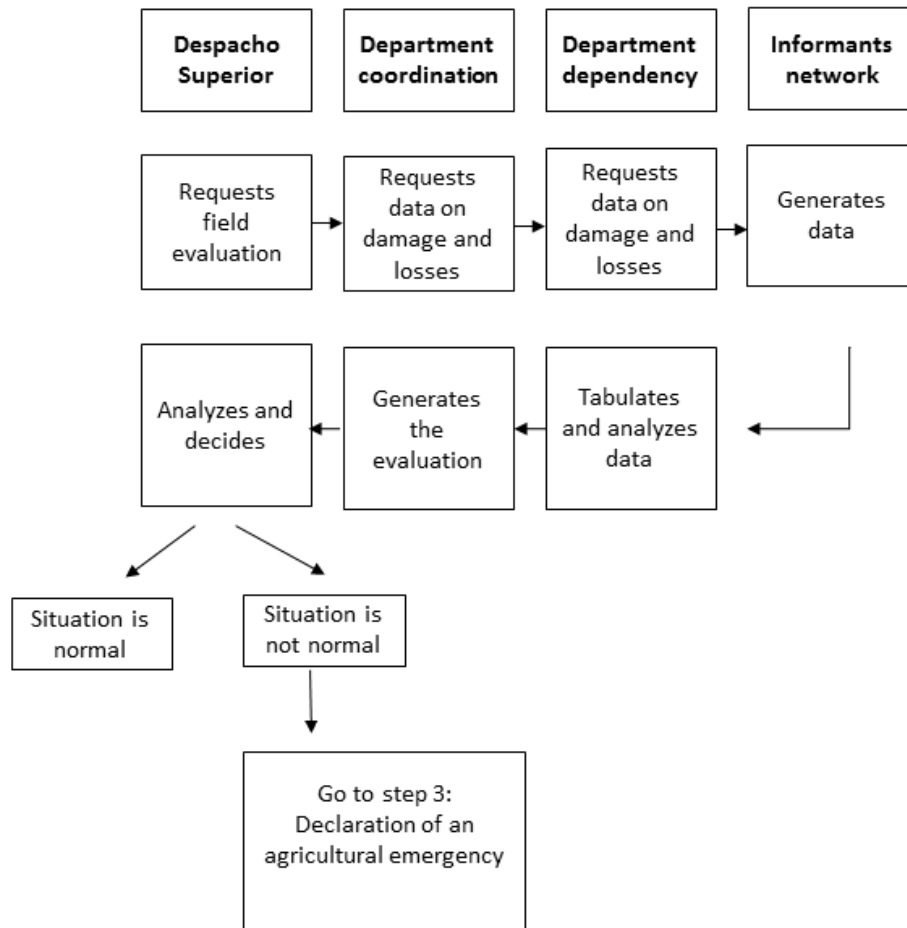 Despacho
Superior
Department
coordination
Department
dependency
Informants
network
Requests
field
evaluation
Requests
data on
damage and
losses
Requests
data on
damage and
losses
Generates
data
Analyzes and
decides
Generates
the
evaluation
Tabulates
and analyzes
data
Situation is
normal
Situation is
not normal
Go to step 3:
Declaration of an
agricultural emergency